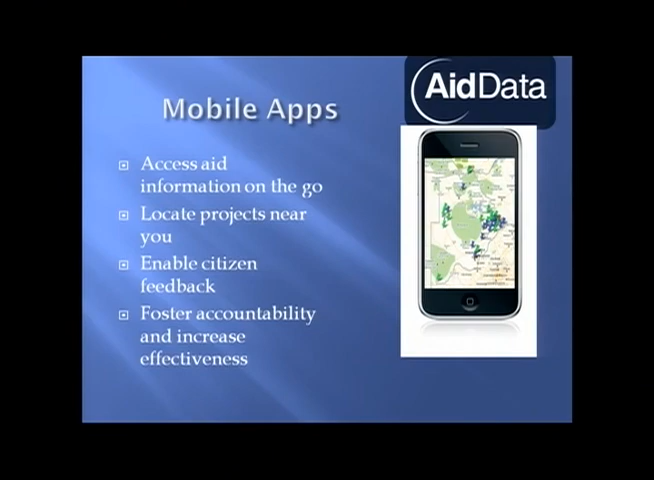 AidData
Mobile Apps
Access aid
information on the go
Locate projects near
you
Enable citizen
feedback
Foster accountability
and increase
effectiveness